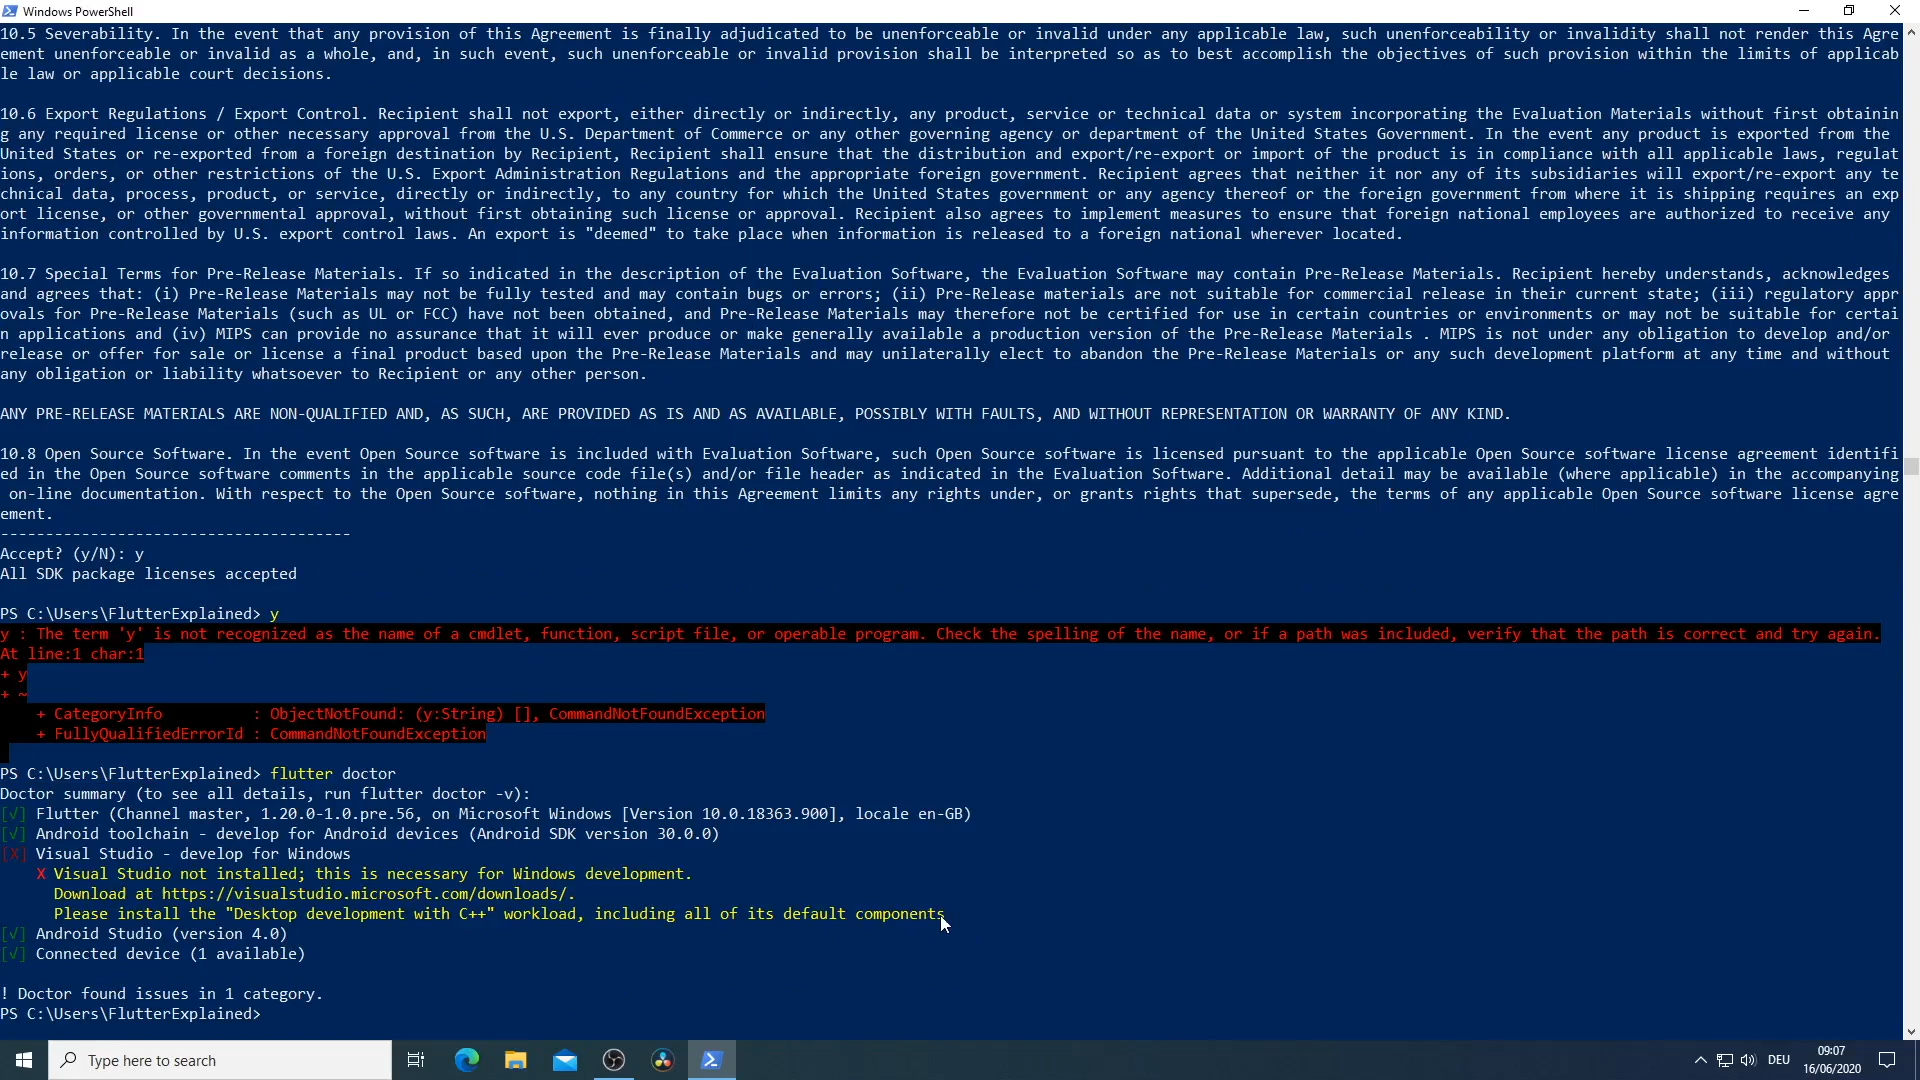 Windows PowerShell
10.5 Severability. In the event that any provision of this Agreement is finally adjudicated to be unenforceable or invalid under any applicable law, such unenforceability or invalidity shall not render this Agre
ement unenforceable or invalid as a whole, and, in such event, such unenforceable or invalid provision shall be interpreted so as to best accomplish the objectives of such provision within the limits of applicab
le law or applicable court decisions.
10.6 Export Regulations / Export Control. Recipient shall not export, either directly or indirectly, any product, service or technical data or system incorporating the Evaluation Materials without first obtainin
g any required license or other necessary approval from the U.S. Department of Commerce or any other governing agency or department of the United States Government. In the event any product is exported from the
United States or re-exported from a foreign destination by Recipient, Recipient shall ensure that the distribution and export/re-export or import of the product is in compliance with all applicable laws, regulat
ions, orders, or other restrictions of the U.S. Export Administration Regulations and the appropriate foreign government. Recipient agrees that neither it nor any of its subsidiaries will export/re-export any te
chnical data, process, product, or service, directly or indirectly, to any country for which the United States government or any agency thereof or the foreign government from where it is shipping requires an exp
ort license, or other governmental approval, without first obtaining such license or approval. Recipient also agrees to implement measures to ensure that foreign national employees are authorized to receive any
information controlled by U.S. export control laws. An export is "deemed" to take place when information is released to a foreign national wherever located.
10.7 Special Terms for Pre-Release Materials. If so indicated in the description of the Evaluation Software, the Evaluation Software may contain Pre-Release Materials. Recipient hereby understands, acknowledges
and agrees that: (i) Pre-Release Materials may not be fully tested and may contain bugs or errors; (ii) Pre-Release materials are not suitable for commercial release in their current state; (iii) regulatory appr
ovals for Pre-Release Materials (such as UL or FCC) have not been obtained, and Pre-Release Materials may therefore not be certified for use in certain countries or environments or may not be suitable for certai
n applications and (iv) MIPS can provide no assurance that it will ever produce or make generally available a production version of the Pre-Release Materials . MIPS is not under any obligation to develop and/or
release or offer for sale or license a final product based upon the Pre-Release Materials and may unilaterally elect to abandon the Pre-Release Materials or any such development platform at any time and without
any obligation or liability whatsoever to Recipient or any other person.
ANY PRE-RELEASE MATERIALS ARE NON-QUALIFIED AND, AS SUCH, ARE PROVIDED AS IS AND AS AVAILABLE, POSSIBLY WITH FAULTS, AND WITHOUT REPRESENTATION OR WARRANTY OF ANY KIND.
10.8 Open Source Software. In the event Open Source software is included with Evaluation Software, such Open Source software is licensed pursuant to the applicable Open Source software license agreement identifi
ed in the Open Source software comments in the applicable source code file(s) and/or file header as indicated in the Evaluation Software. Additional detail may be available (where applicable) in the accompanying
on-line documentation. With respect to the Open Source software, nothing in this Agreement limits any rights under, or grants rights that supersede, the terms of any applicable Open Source software license agre
ement.
---------------------------------------
Accept? (y/N): y
All SDK package licenses accepted
PS C:\Users\FlutterExplained> y
y : The term 'y' is not recognized as the name of a cmdlet, function, script file, or operable program. Check the spelling of the name, or if a path was included, verify that the path is correct and try again.
At line:1 char:1
+ y
+ ~
+ CategoryInfo : ObjectNotFound: (y:String) [], CommandNotFoundException
+ FullyQualifiedErrorId : CommandNotFoundException
PS C:\Users\FlutterExplained> flutter doctor
Doctor summary (to see all details, run flutter doctor -v):
[√] Flutter (Channel master, 1.20.0-1.0.pre.56, on Microsoft Windows [Version 10.0.18363.900], locale en-GB)
[√] Android toolchain - develop for Android devices (Android SDK version 30.0.0)
[X] Visual Studio - develop for Windows
X Visual Studio not installed; this is necessary for Windows development.
Download at https://visualstudio.microsoft.com/downloads/.
Please install the "Desktop development with C++" workload, including all of its default components
[√] Android Studio (version 4.0)
[√] Connected device (1 available)
! Doctor found issues in 1 category.
PS C:\Users\FlutterExplained>
Type here to search
DEU
09:07
16/06/2020